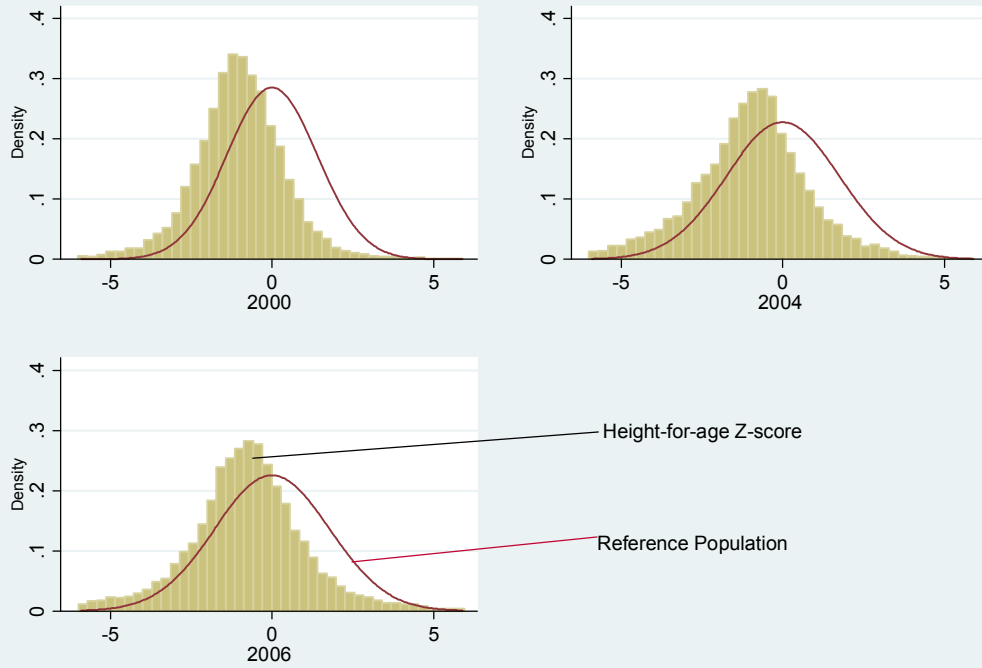 Density
.4
.3
.2
.1
0
-5 0 5
2000
Density
.4
.3
.2
.1
0
-5 0 5
2004
Density
.4
.3
.2
.1
0
-5 0 5
2006
Height-for-age Z-score
Reference Population